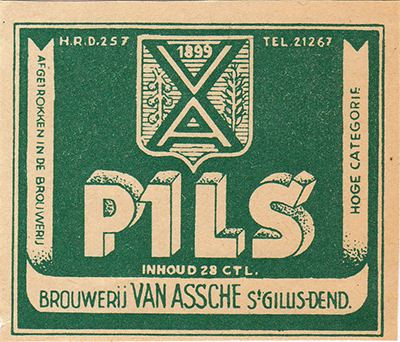 H.R.D.257
TEL.21267
1899
VA
AFGETROKKEN IN DE BROUWERIJ
HOGE CATEGORIE
PILS
INHOUD 28 CTL.
BROUWERIJ VAN ASSCHE St GILLIS-DEND.